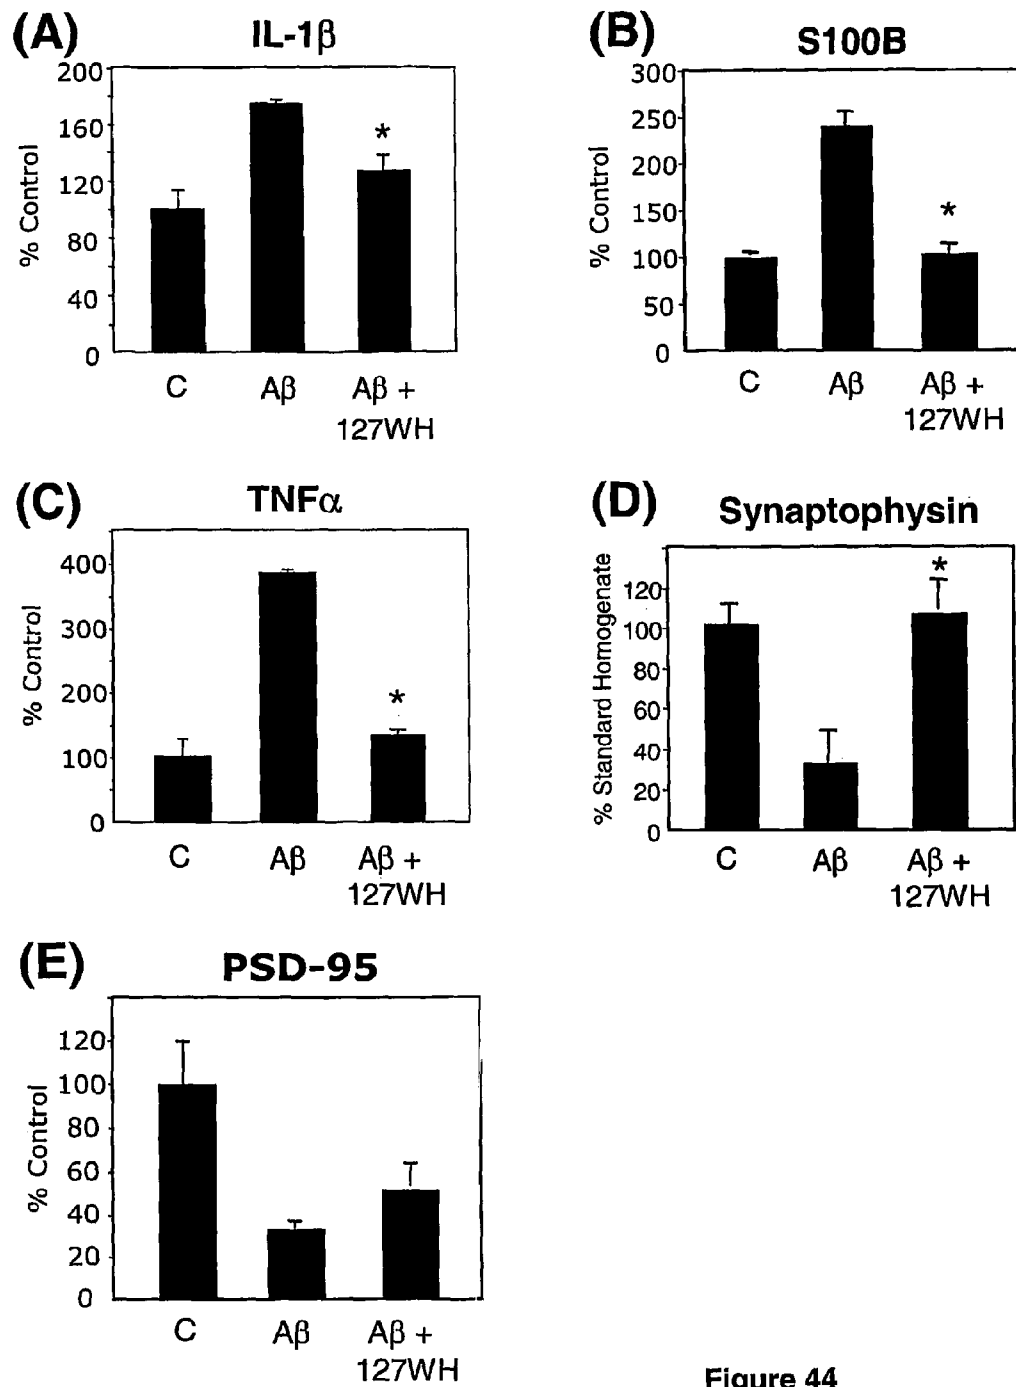 (A) IL-1β
% Control
200
160
120
80
40
0
*
C Aβ Aβ +
127WH
(B) S100B
% Control
300
250
200
150
100
50
0
*
C Aβ Aβ +
127WH
(C) TNFα
% Control
400
300
200
100
0
*
C Aβ Aβ +
127WH
(D) Synaptophysin
% Standard Homogenate
120
100
80
60
40
20
0
*
C Aβ Aβ +
127WH
(E) PSD-95
% Control
120
100
80
60
40
20
0
C Aβ Aβ +
127WH
Figure 44